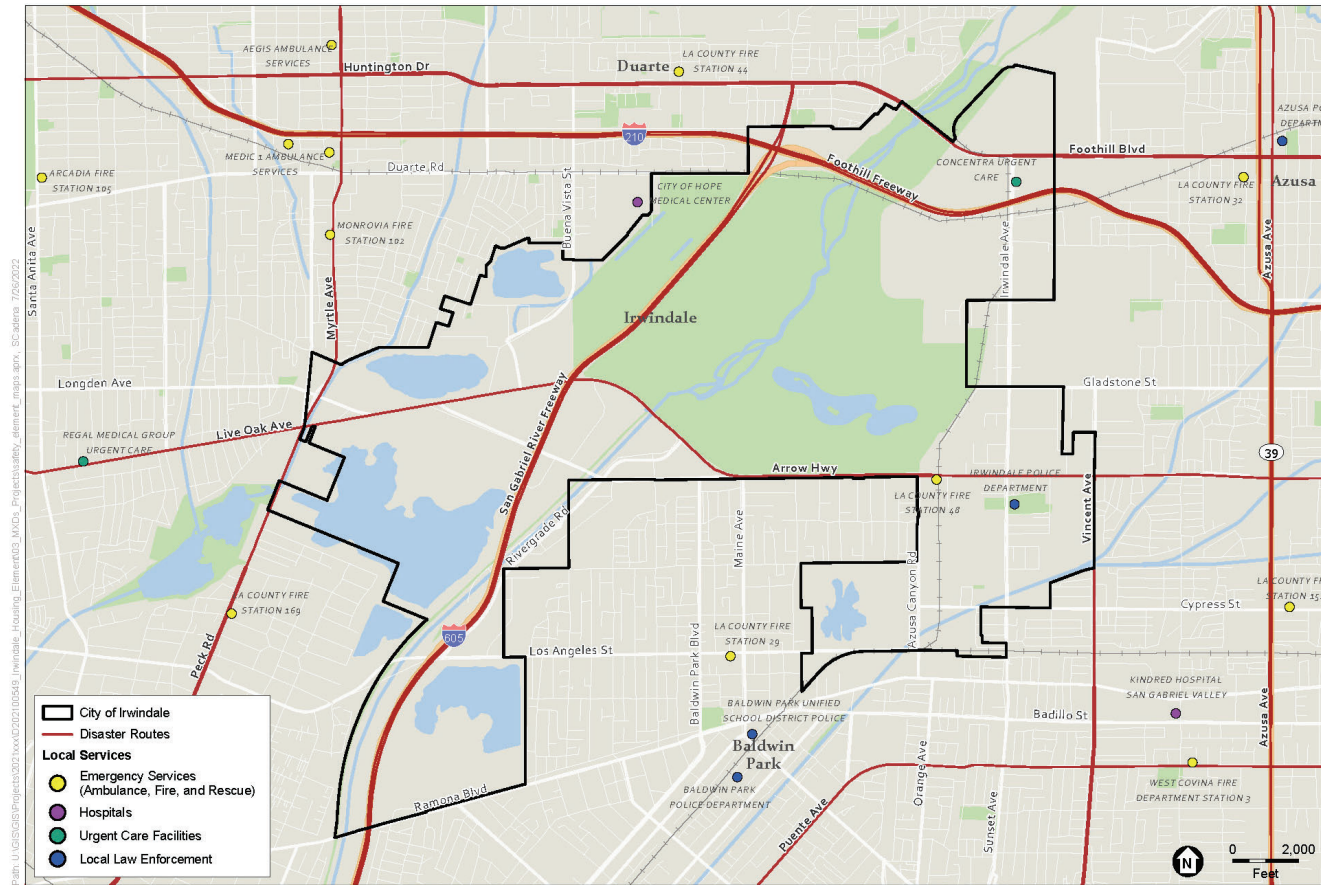 AEGIS AMBULANCE
SERVICES
Huntington Dr
Duarte
LA COUNTY FIRE
STATION 44
210
MEDIC 1 AMBULANCE
SERVICES
Duarte Rd
ARCADIA FIRE
STATION 105
Santa Anita Ave
MONROVIA FIRE
STATION 102
Myrtle Ave
Buena Vista St
CITY OF HOPE
MEDICAL CENTER
Foothill Freeway
CONCENTRA URGENT
CARE
Foothill Blvd
AZUSA PO
DEPARTM
LA COUNTY FIRE
STATION 32
Azusa
Azusa Ave
Irwindale Ave
Irwindale
Longden Ave
Live Oak Ave
REGAL MEDICAL GROUP
URGENT CARE
San Gabriel River Freeway
Gladstone St
39
Arrow Hwy
LA COUNTY FIRE
STATION 48
IRWINDALE POLICE
DEPARTMENT
Vincent Ave
Rivergrade Rd
Maine Ave
Azusa Canyon Rd
A COUNTY FIRE
STATION 169
Peck Rd
605
Los Angeles St
Baldwin Park Blvd
LA COUNTY FIRE
STATION 29
Cypress St
LA COUNTY FI
STATION 15
KINDRED HOSPITAL
SAN GABRIEL VALLEY
Badillo St
Azusa Ave
BALDWIN PARK UNIFIED
SCHOOL DISTRICT POLICE
Baldwin
Park
BALDWIN PARK
POLICE DEPARTMENT
Ramona Blvd
Puente Ave
Orange Ave
Sunset Ave
WEST COVINA FIRE
DEPARTMENT STATION 3
City of Irwindale
Disaster Routes
Local Services
Emergency Services
(Ambulance, Fire, and Rescue)
Hospitals
Urgent Care Facilities
Local Law Enforcement
N
0 2,000
Feet